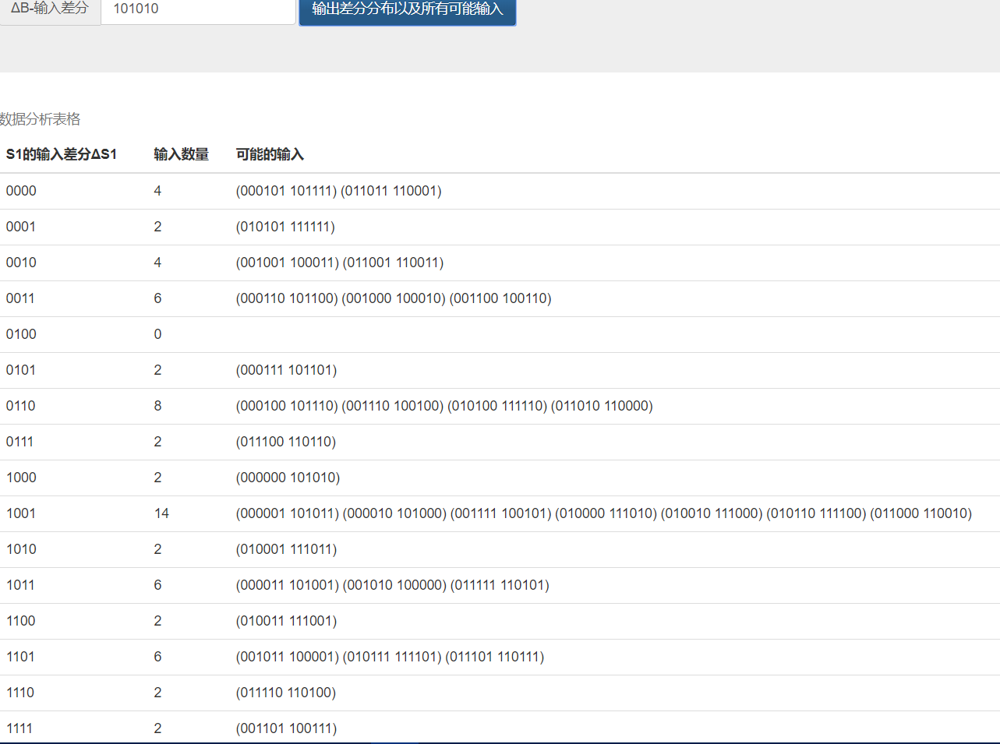 ΔB-输入差分 101010 输出差分分布以及所有可能输入
数据分析表格
S1的输入差分ΔS1 输入数量 可能的输入
0000 4 (000101 101111) (011011 110001)
0001 2 (010101 111111)
0010 4 (001001 100011) (011001 110011)
0011 6 (000110 101100) (001000 100010) (001100 100110)
0100 0
0101 2 (000111 101101)
0110 8 (000100 101110) (001110 100100) (010100 111110) (011010 110000)
0111 2 (011100 110110)
1000 2 (000000 101010)
1001 14 (000001 101011) (000010 101000) (001111 100101) (010000 111010) (010010 111000) (010110 111100) (011000 110010)
1010 2 (010001 111011)
1011 6 (000011 101001) (001010 100000) (011111 110101)
1100 2 (010011 111001)
1101 6 (001011 100001) (010111 111101) (011101 110111)
1110 2 (011110 110100)
1111 2 (001101 100111)